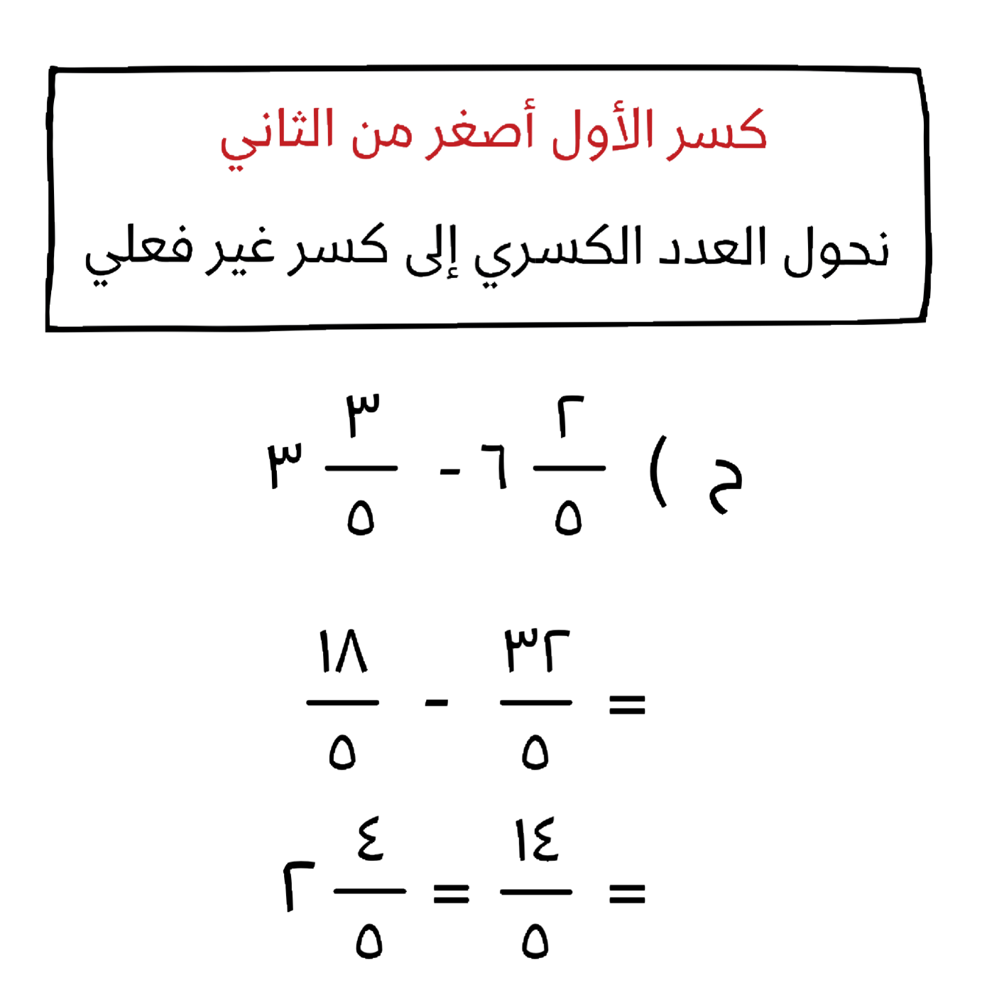 كسر الأول أصغر من الثاني
نحول العدد الكسري إلى كسر غير فعلي
ح ) ٦ ٢/٥ - ٣ ٣/٥
= ٣٢/٥ - ١٨/٥
= ١٤/٥ = ٢ ٤/٥